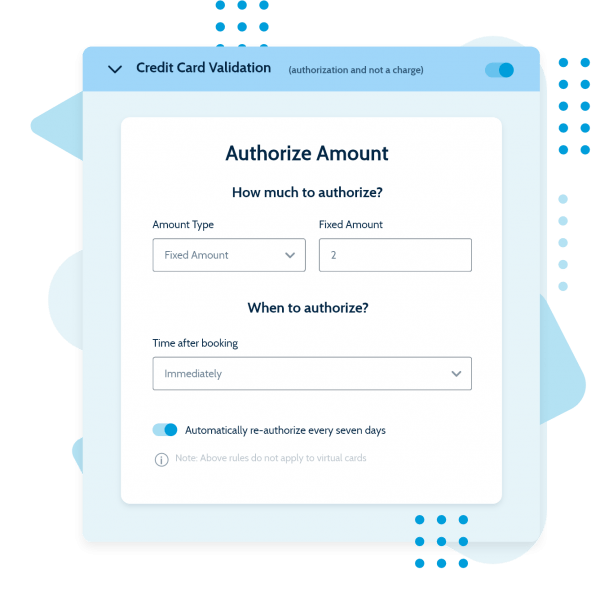 Credit Card Validation (authorization and not a charge)
Authorize Amount
How much to authorize?
Amount Type Fixed Amount
Fixed Amount 2
When to authorize?
Time after booking
Immediately
Automatically re-authorize every seven days
Note: Above rules do not apply to virtual cards